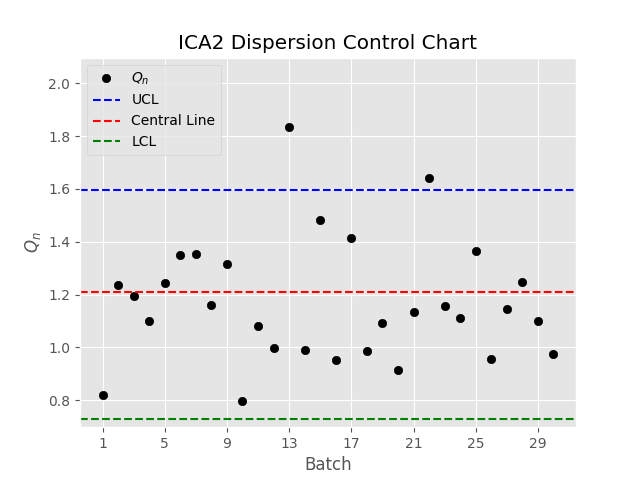 ICA2 Dispersion Control Chart
Qn
UCL
Central Line
LCL
2.0
1.8
1.6
1.4
1.2
1.0
0.8
Qn
1 5 9 13 17 21 25 29
Batch